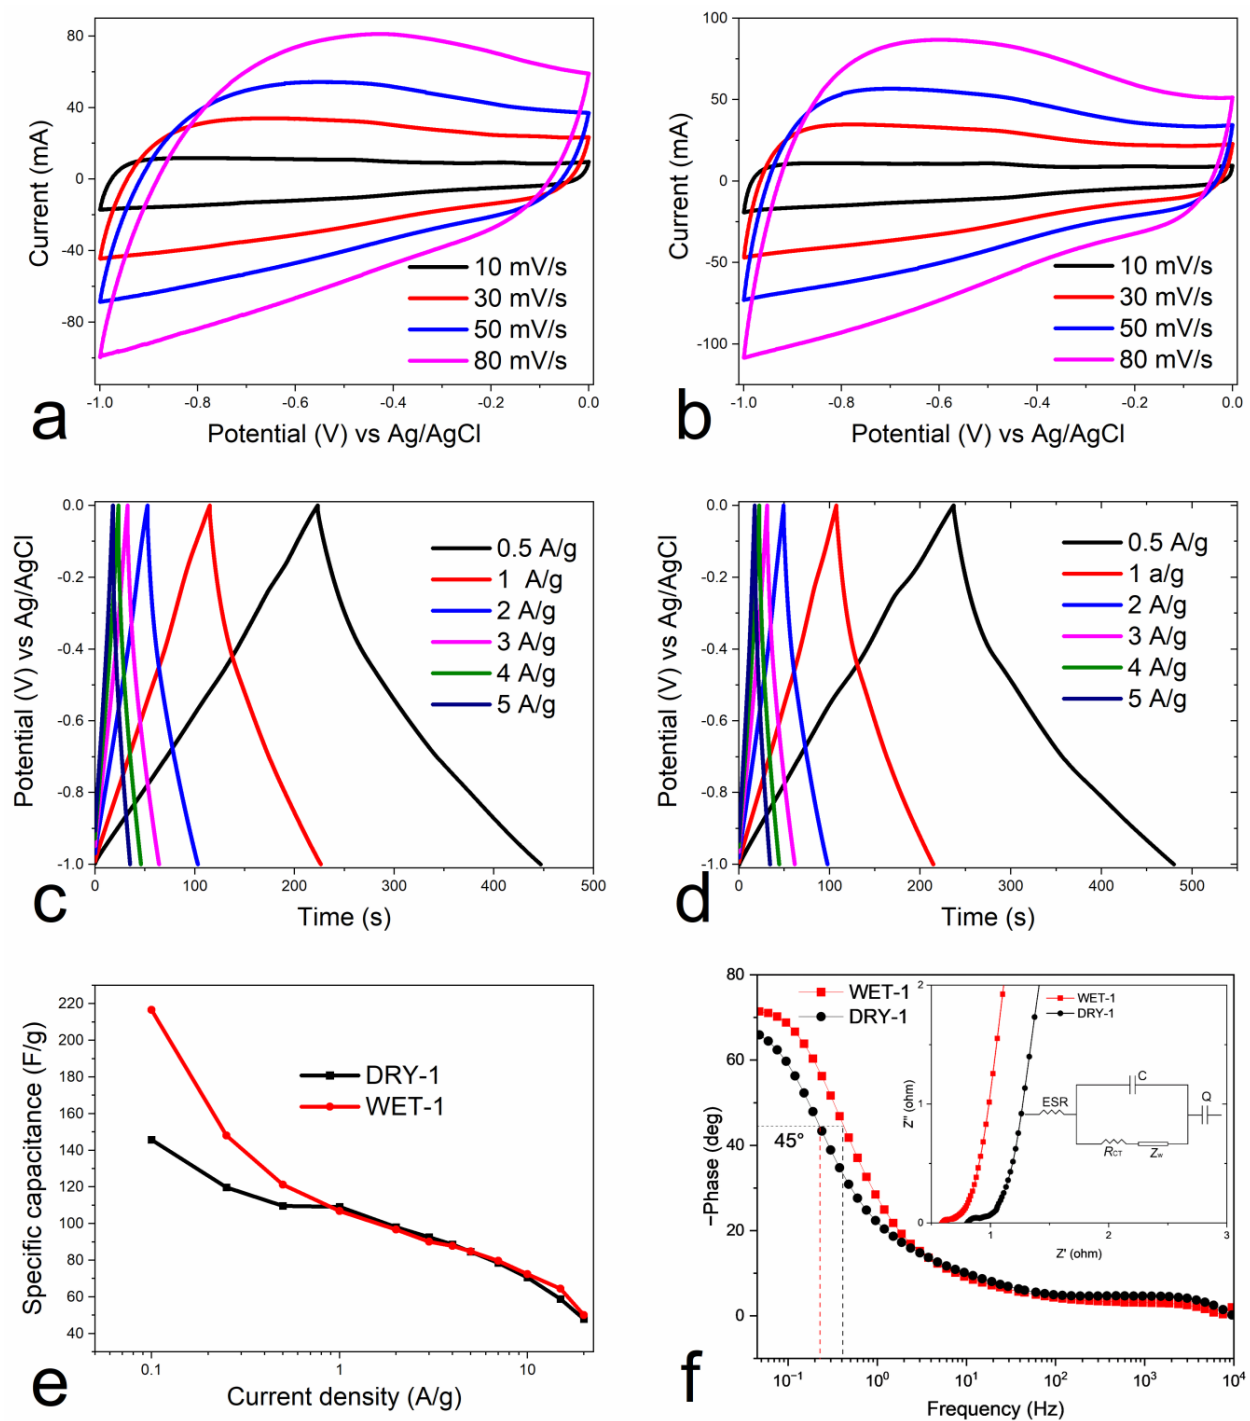 80
40
0
-40
-80
Current (mA)
10 mV/s
30 mV/s
50 mV/s
80 mV/s
-1.0
-0.8
-0.6
-0.4
-0.2
0.0
a
Potential (V) vs Ag/AgCl
100
50
0
-50
-100
Current (mA)
10 mV/s
30 mV/s
50 mV/s
80 mV/s
-1.0
-0.8
-0.6
-0.4
-0.2
0.0
b
Potential (V) vs Ag/AgCl
0.0
-0.2
-0.4
-0.6
-0.8
-1.0
Potential (V) vs Ag/AgCl
0.5 A/g
1 A/g
2 A/g
3 A/g
4 A/g
5 A/g
0
100
200
300
400
500
c
Time (s)
0.0
-0.2
-0.4
-0.6
-0.8
-1.0
Potential (V) vs Ag/AgCl
0.5 A/g
1 a/g
2 A/g
3 A/g
4 A/g
5 A/g
0
100
200
300
400
500
d
Time (s)
220
200
180
160
140
120
100
80
60
40
Specific capacitance (F/g)
DRY-1
WET-1
0.1
1
10
e
Current density (A/g)
80
60
40
20
0
−Phase (deg)
WET-1
DRY-1
45°
2
1
0
Z'' (ohm)
WET-1
DRY-1
ESR
C
Q
RCT
Zw
1
2
3
Z' (ohm)
10⁻¹
10⁰
10¹
10²
10³
10⁴
f
Frequency (Hz)